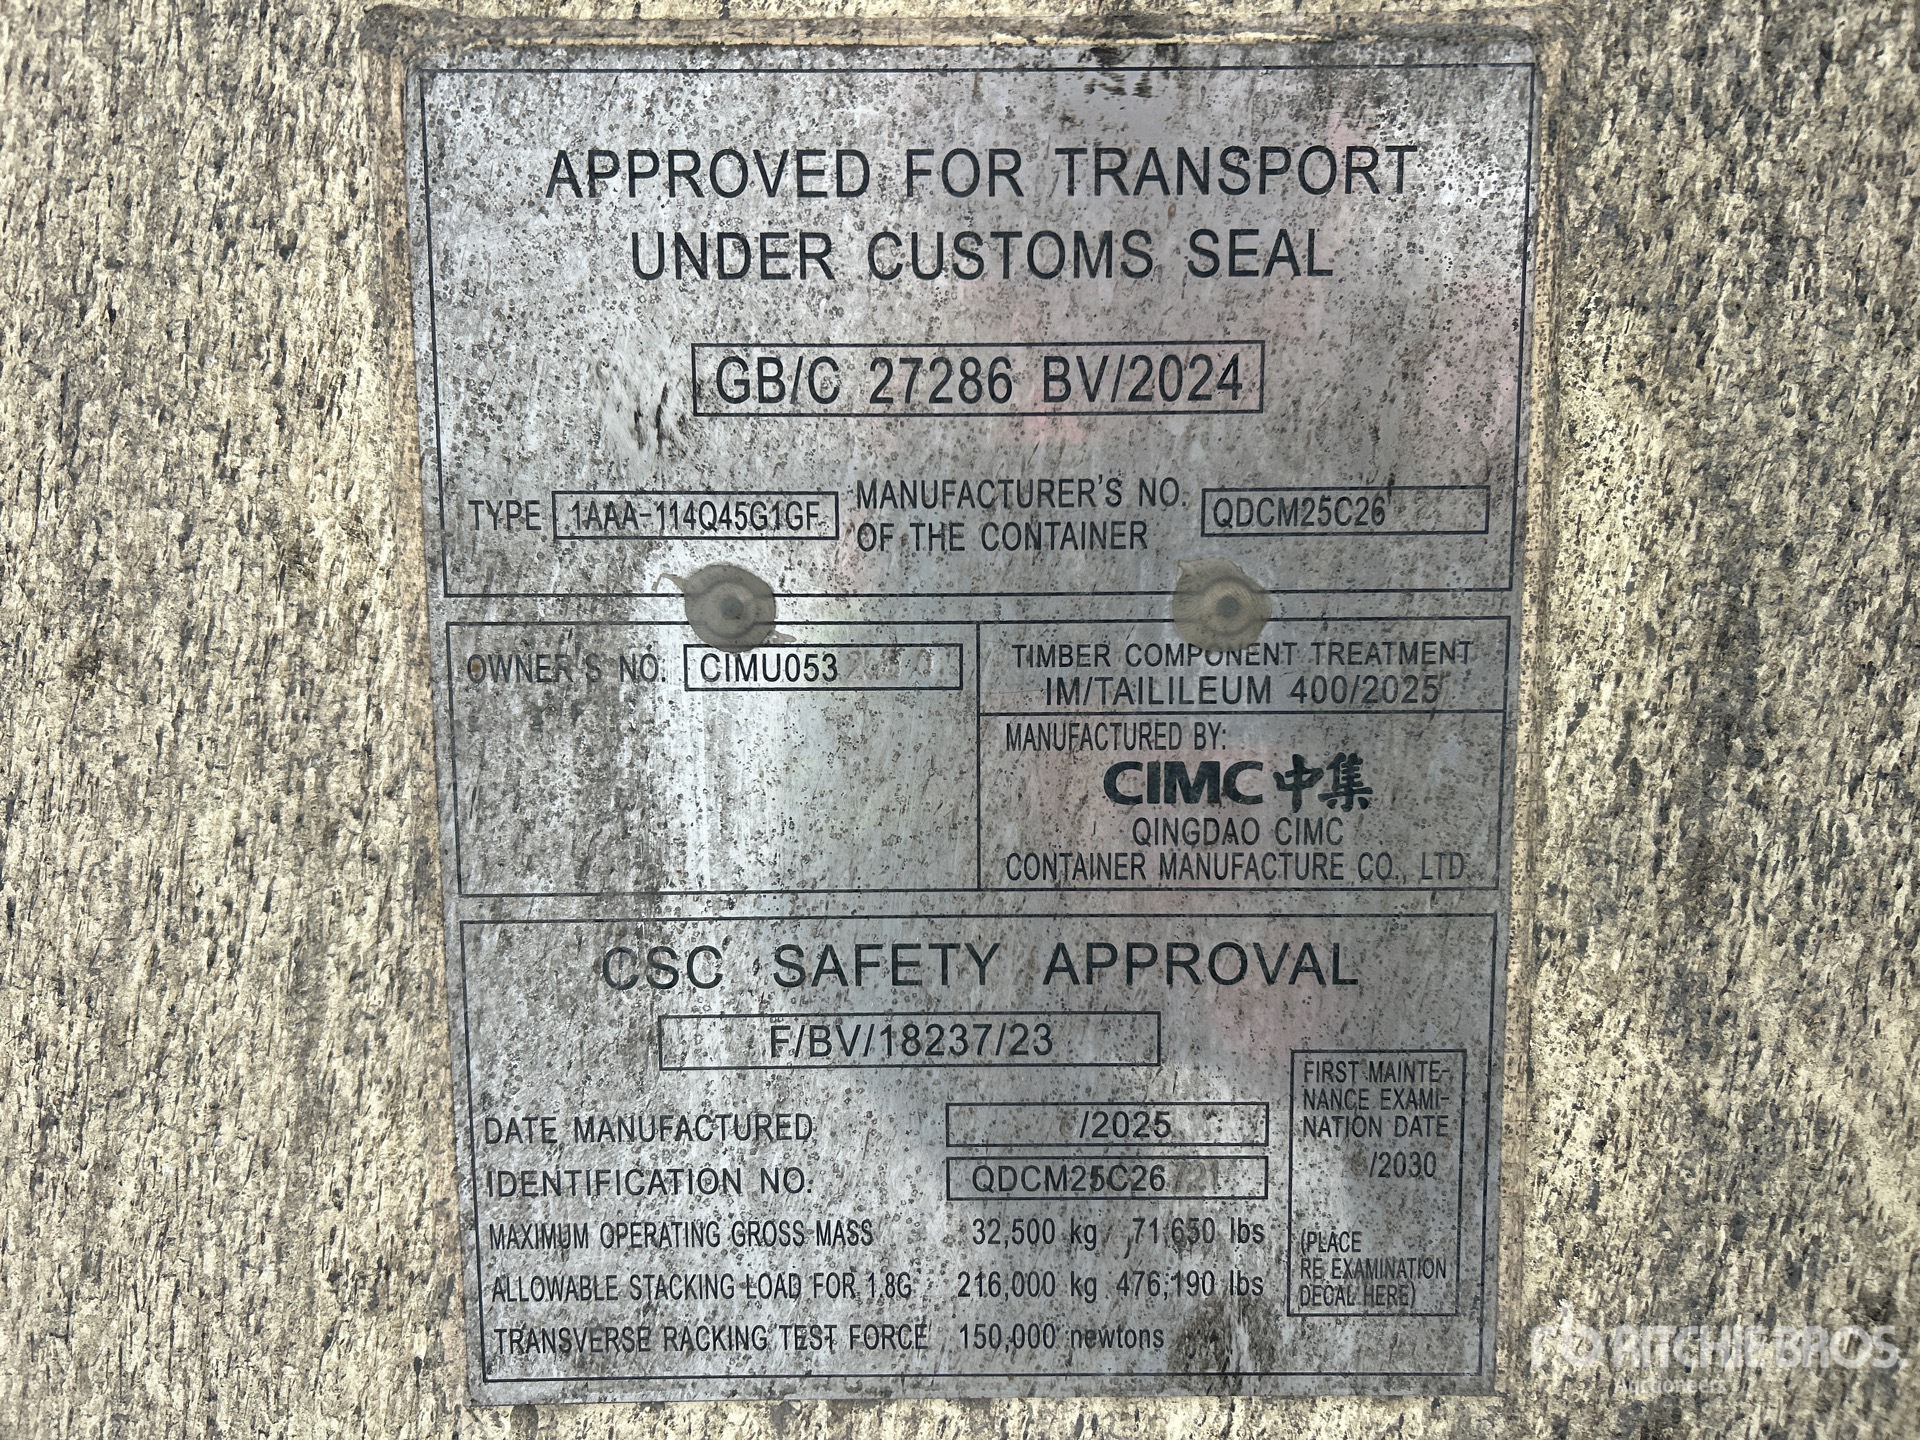 APPROVED FOR TRANSPORT
UNDER CUSTOMS SEAL
GB/C 27286 BV/2024
TYPE 1AAA-114Q45G1GF
MANUFACTURER'S NO.
OF THE CONTAINER
QDCM25C26
OWNER'S NO. CIMU053
TIMBER COMPONENT TREATMENT
IM/TAILILEUM 400/2025
MANUFACTURED BY:
CIMC 中集
QINGDAO CIMC
CONTAINER MANUFACTURE CO., LTD
CSC SAFETY APPROVAL
F/BV/18237/23
DATE MANUFACTURED /2025
IDENTIFICATION NO. QDCM25C26
MAXIMUM OPERATING GROSS MASS 32,500 kg 71,650 lbs
ALLOWABLE STACKING LOAD FOR 1.8G 216,000 kg 476,190 lbs
TRANSVERSE RACKING TEST FORCE 150,000 newtons
FIRST MAINTE-
NANCE EXAMI-
NATION DATE
/2030
(PLACE
RE EXAMINATION
DECAL HERE)
RITCHIE BROS.
Auctioneers